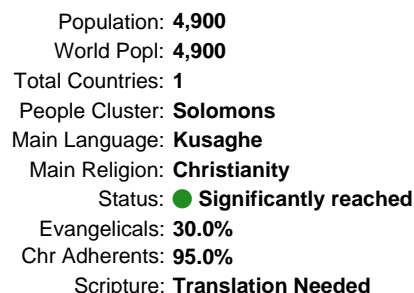 Population: 4,900
World Popl: 4,900
Total Countries: 1
People Cluster: Solomons
Main Language: Kusaghe
Main Religion: Christianity
Status: Significantly reached
Evangelicals: 30.0%
Chr Adherents: 95.0%
Scripture: Translation Needed